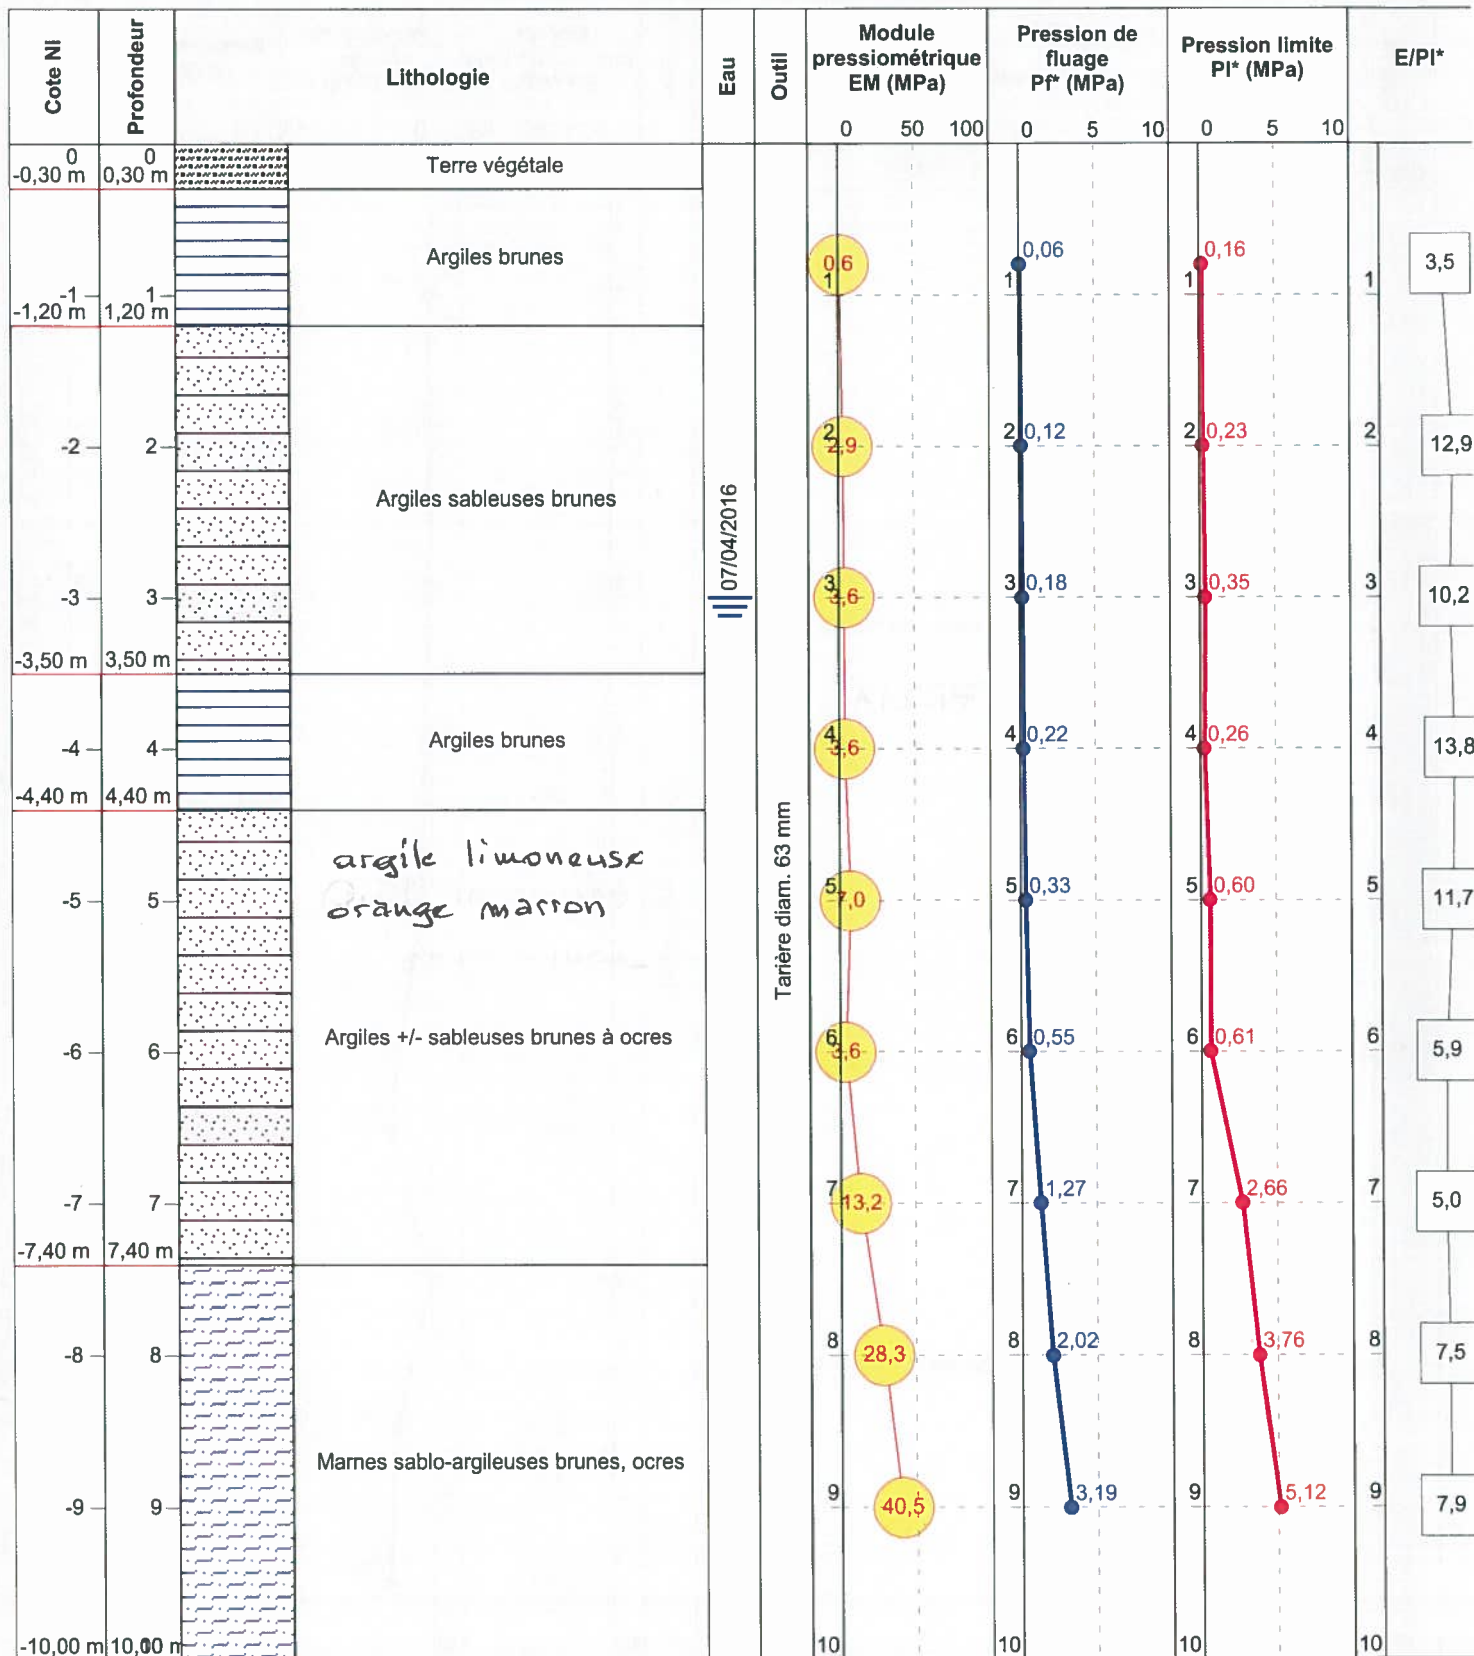 Cote NI
Profondeur
Lithologie
Eau
Outil
Module
pressiométrique
EM (MPa)
0 50 100
Pression de
fluage
Pf* (MPa)
0 5 10
Pression limite
Pl* (MPa)
0 5 10
E/Pl*
0 0
-0,30 m 0,30 m
Terre végétale
Argiles brunes
0,6
0,06
0,16
3,5
-1 1
1 1 1 1
-1,20 m 1,20 m
-2 2
Argiles sableuses brunes
2 2,9
2 0,12
2 0,23
2 12,9
07/04/2016
-3 3
3 3,6
3 0,18
3 0,35
3 10,2
-3,50 m 3,50 m
-4 4
Argiles brunes
4 3,6
4 0,22
4 0,26
4 13,8
-4,40 m 4,40 m
argile limoneuse
orange marron
Tarière diam. 63 mm
-5 5
5 7,0
5 0,33
5 0,60
5 11,7
-6 6
Argiles +/- sableuses brunes à ocres
6 3,6
6 0,55
6 0,61
6 5,9
-7 7
7 13,2
7 1,27
7 2,66
7 5,0
-7,40 m 7,40 m
-8 8
8 28,3
8 2,02
8 3,76
8 7,5
Marnes sablo-argileuses brunes, ocres
-9 9
9 40,5
9 3,19
9 5,12
9 7,9
-10,00 m 10,00 m
10 10 10 10